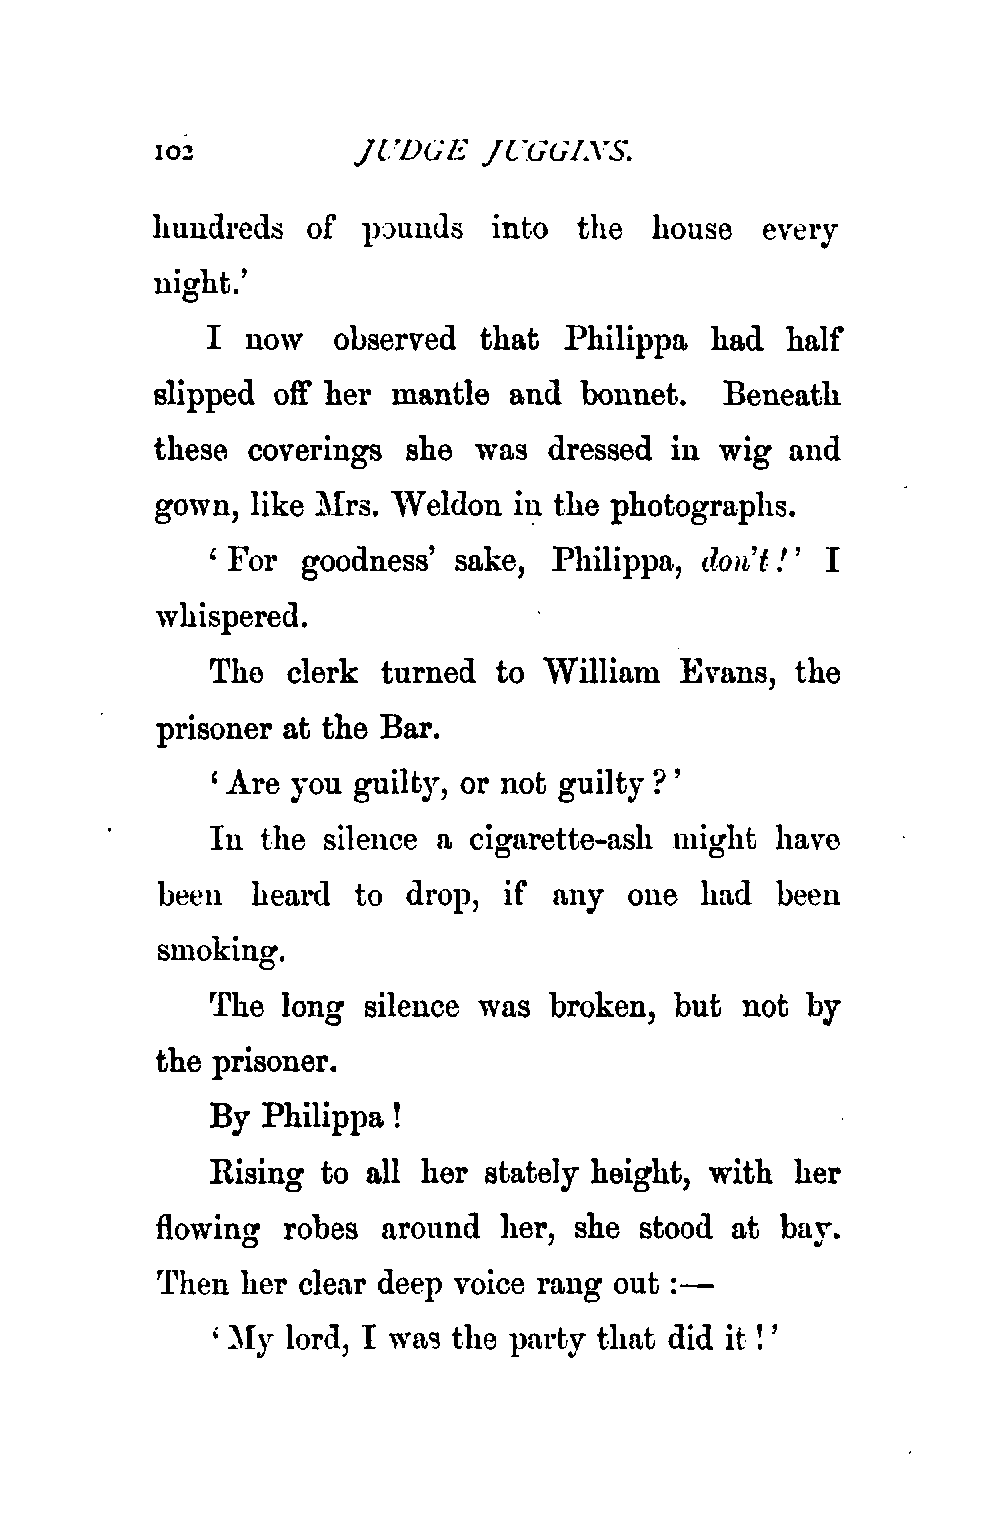 102 JUDGE JUGGINS.
hundreds of pounds into the house every
night.’
I now observed that Philippa had half
slipped off her mantle and bonnet. Beneath
these coverings she was dressed in wig and
gown, like Mrs. Weldon in the photographs.
‘For goodness’ sake, Philippa, don’t!’ I
whispered.
The clerk turned to William Evans, the
prisoner at the Bar.
‘Are you guilty, or not guilty?’
In the silence a cigarette-ash might have
been heard to drop, if any one had been
smoking.
The long silence was broken, but not by
the prisoner.
By Philippa!
Rising to all her stately height, with her
flowing robes around her, she stood at bay.
Then her clear deep voice rang out:—
‘My lord, I was the party that did it!’